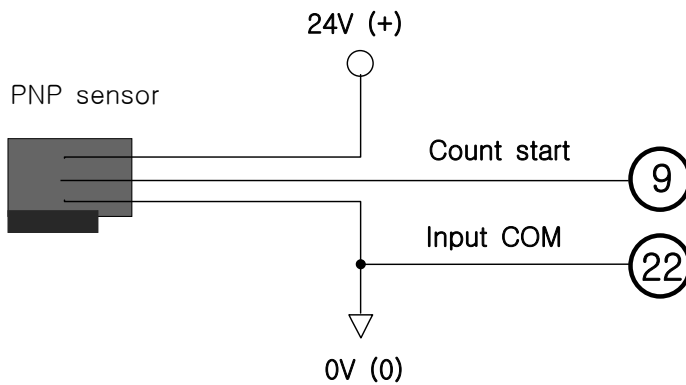 24V (+)
PNP sensor
Count start
9
Input COM
22
0V (0)